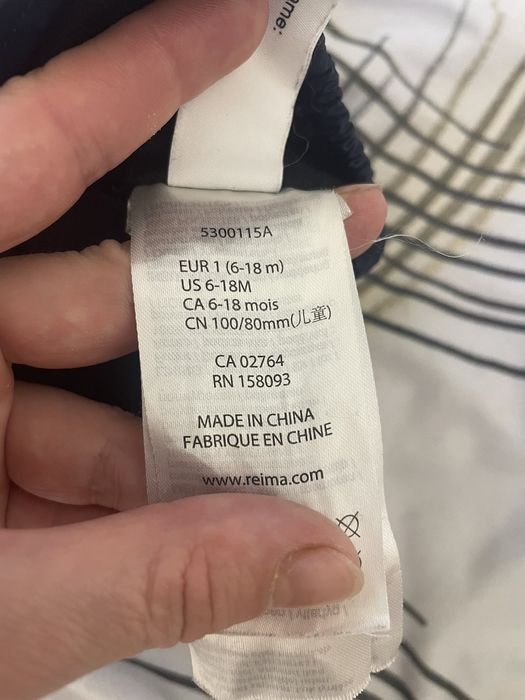 ame:
5300115A
EUR 1 (6-18 m)
US 6-18M
CA 6-18 mois
CN 100/80mm(儿童)
CA 02764
RN 158093
MADE IN CHINA
FABRIQUE EN CHINE
www.reima.com